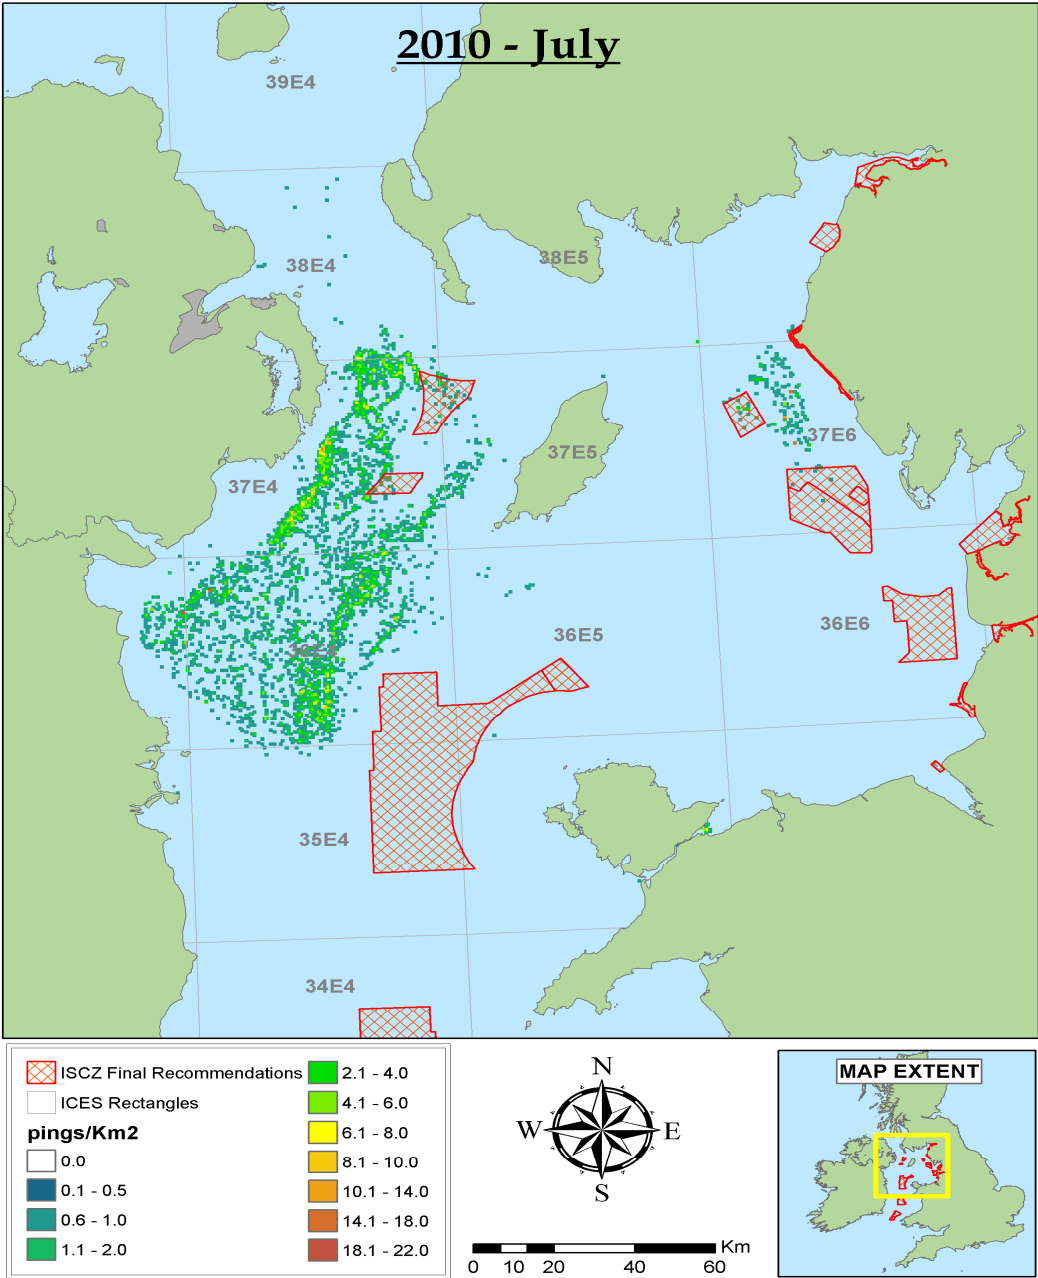 2010 - July
39E4
38E4
38E5
37E4
37E5
37E6
36E4
36E5
36E6
35E4
34E4
ISCZ Final Recommendations
ICES Rectangles
pings/Km2
0.0
0.1 - 0.5
0.6 - 1.0
1.1 - 2.0
2.1 - 4.0
4.1 - 6.0
6.1 - 8.0
8.1 - 10.0
10.1 - 14.0
14.1 - 18.0
18.1 - 22.0
N
W E
S
Km
0 10 20 40 60
MAP EXTENT